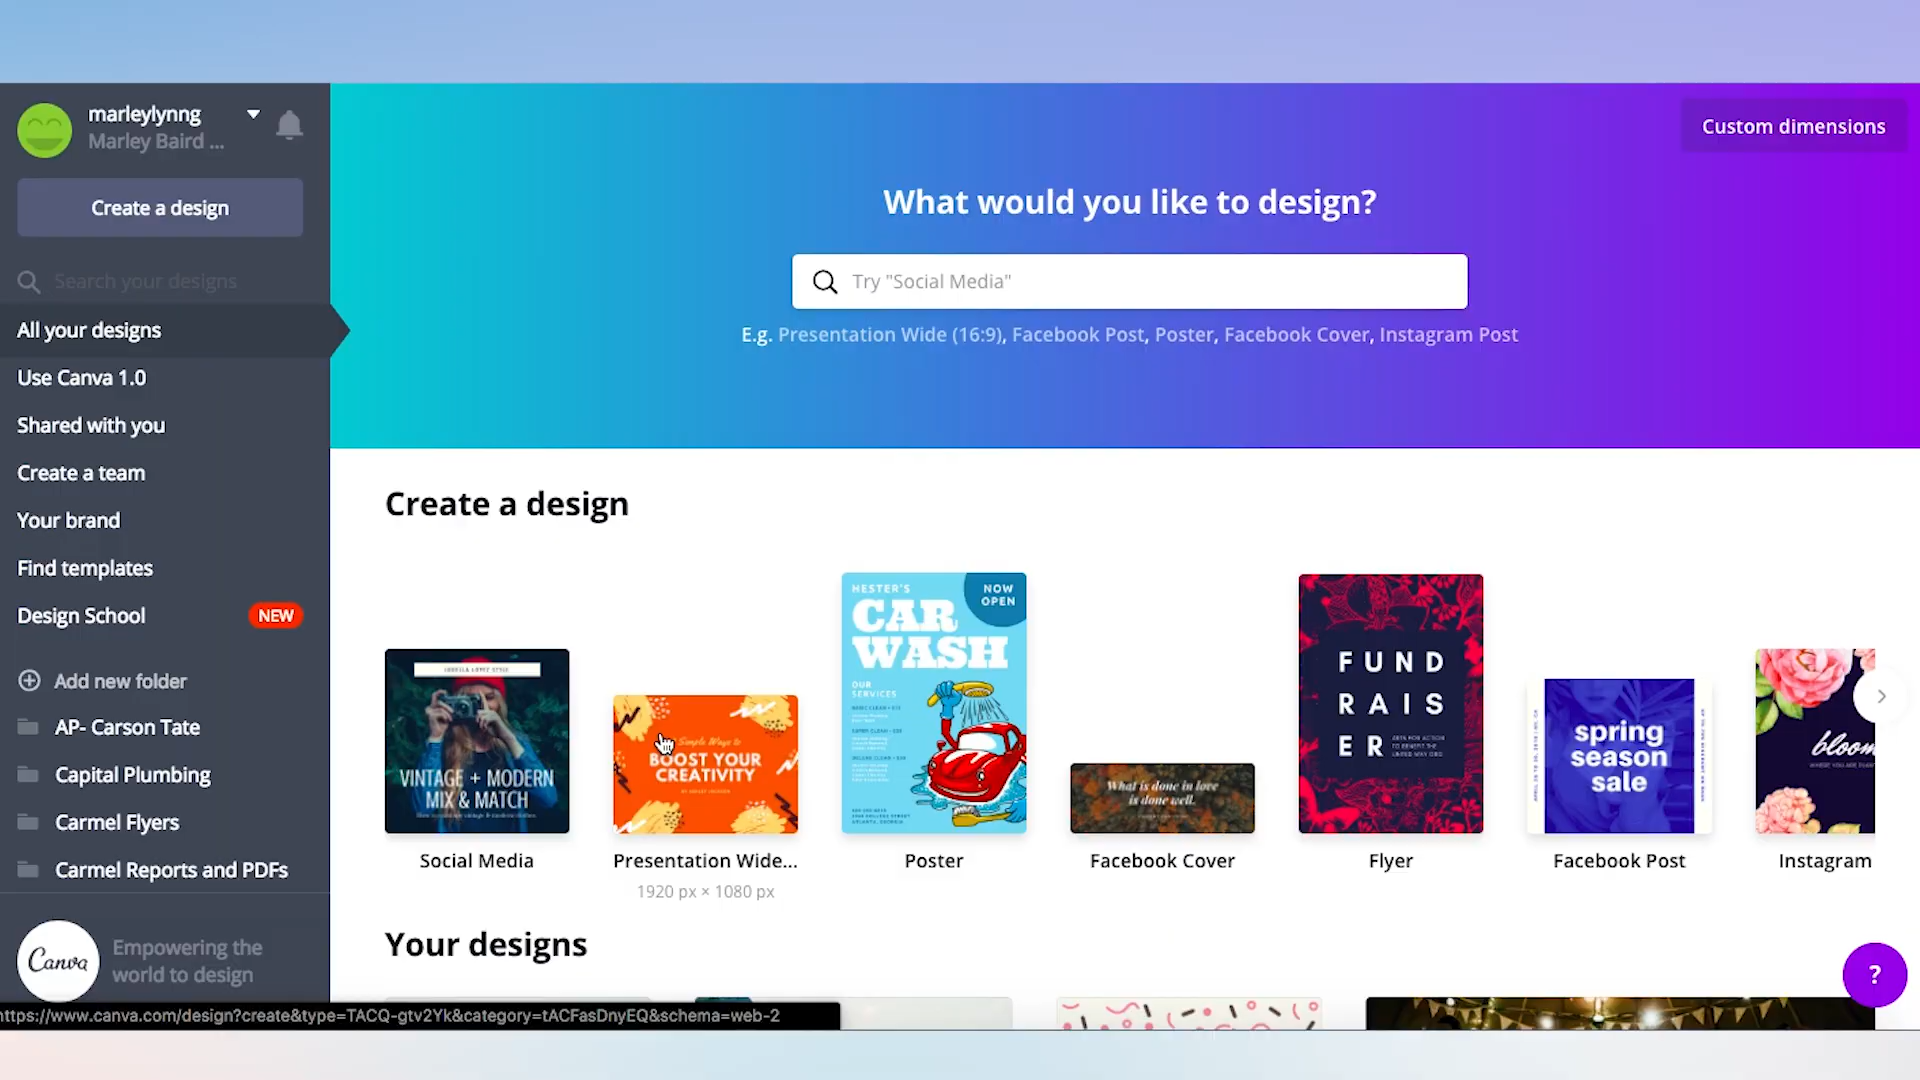 marleylynng
Marley Baird ...
Create a design
Search your designs
All your designs
Use Canva 1.0
Shared with you
Create a team
Your brand
Find templates
Design School
NEW
Add new folder
AP- Carson Tate
Capital Plumbing
Carmel Flyers
Carmel Reports and PDFs
Canva
Empowering the
world to design
https://www.canva.com/design?create&type=TACQ-gtv2Yk&category=tACFasDnyEQ&schema=web-2
Custom dimensions
What would you like to design?
Try "Social Media"
E.g. Presentation Wide (16:9), Facebook Post, Poster, Facebook Cover, Instagram Post
Create a design
VINTAGE + MODERN
MIX & MATCH
Social Media
Simple Ways to
BOOST YOUR
CREATIVITY
Presentation Wide...
1920 px × 1080 px
HESTER'S
CAR
WASH
NOW
OPEN
OUR
SERVICES
Poster
What is done in love
is done well.
Facebook Cover
FUND
RAIS
ER
Flyer
spring
season
sale
Facebook Post
bloom
Instagram
Your designs
?